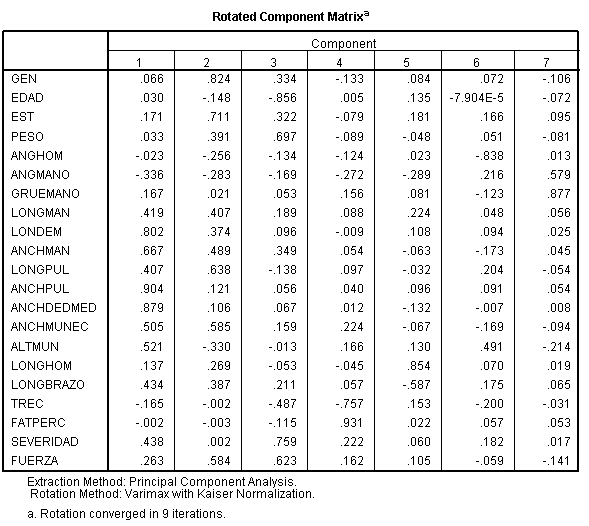 Rotated Component Matrixa
Component
1 2 3 4 5 6 7
GEN .066 .824 .334 -.133 .084 .072 -.106
EDAD .030 -.148 -.856 .005 .135 -7.904E-5 -.072
EST .171 .711 .322 -.079 .181 .166 .095
PESO .033 .391 .697 -.089 -.048 .051 -.081
ANGHOM -.023 -.256 -.134 -.124 .023 -.838 .013
ANGMANO -.336 -.283 -.169 -.272 -.289 .216 .579
GRUEMANO .167 .021 .053 .156 .081 -.123 .877
LONGMAN .419 .407 .189 .088 .224 .048 .056
LONDEM .802 .374 .096 -.009 .108 .094 .025
ANCHMAN .667 .489 .349 .054 -.063 -.173 .045
LONGPUL .407 .638 -.138 .097 -.032 .204 -.054
ANCHPUL .904 .121 .056 .040 .096 .091 .054
ANCHDEDMED .879 .106 .067 .012 -.132 -.007 .008
ANCHMUNEC .505 .585 .159 .224 -.067 -.169 -.094
ALTMUN .521 -.330 -.013 .166 .130 .491 -.214
LONGHOM .137 .269 -.053 -.045 .854 .070 .019
LONGBRAZO .434 .387 .211 .057 -.587 .175 .065
TREC -.165 -.002 -.487 -.757 .153 -.200 -.031
FATPERC -.002 -.003 -.115 .931 .022 .057 .053
SEVERIDAD .438 .002 .759 .222 .060 .182 .017
FUERZA .263 .584 .623 .162 .105 -.059 -.141
Extraction Method: Principal Component Analysis.
Rotation Method: Varimax with Kaiser Normalization.
a. Rotation converged in 9 iterations.